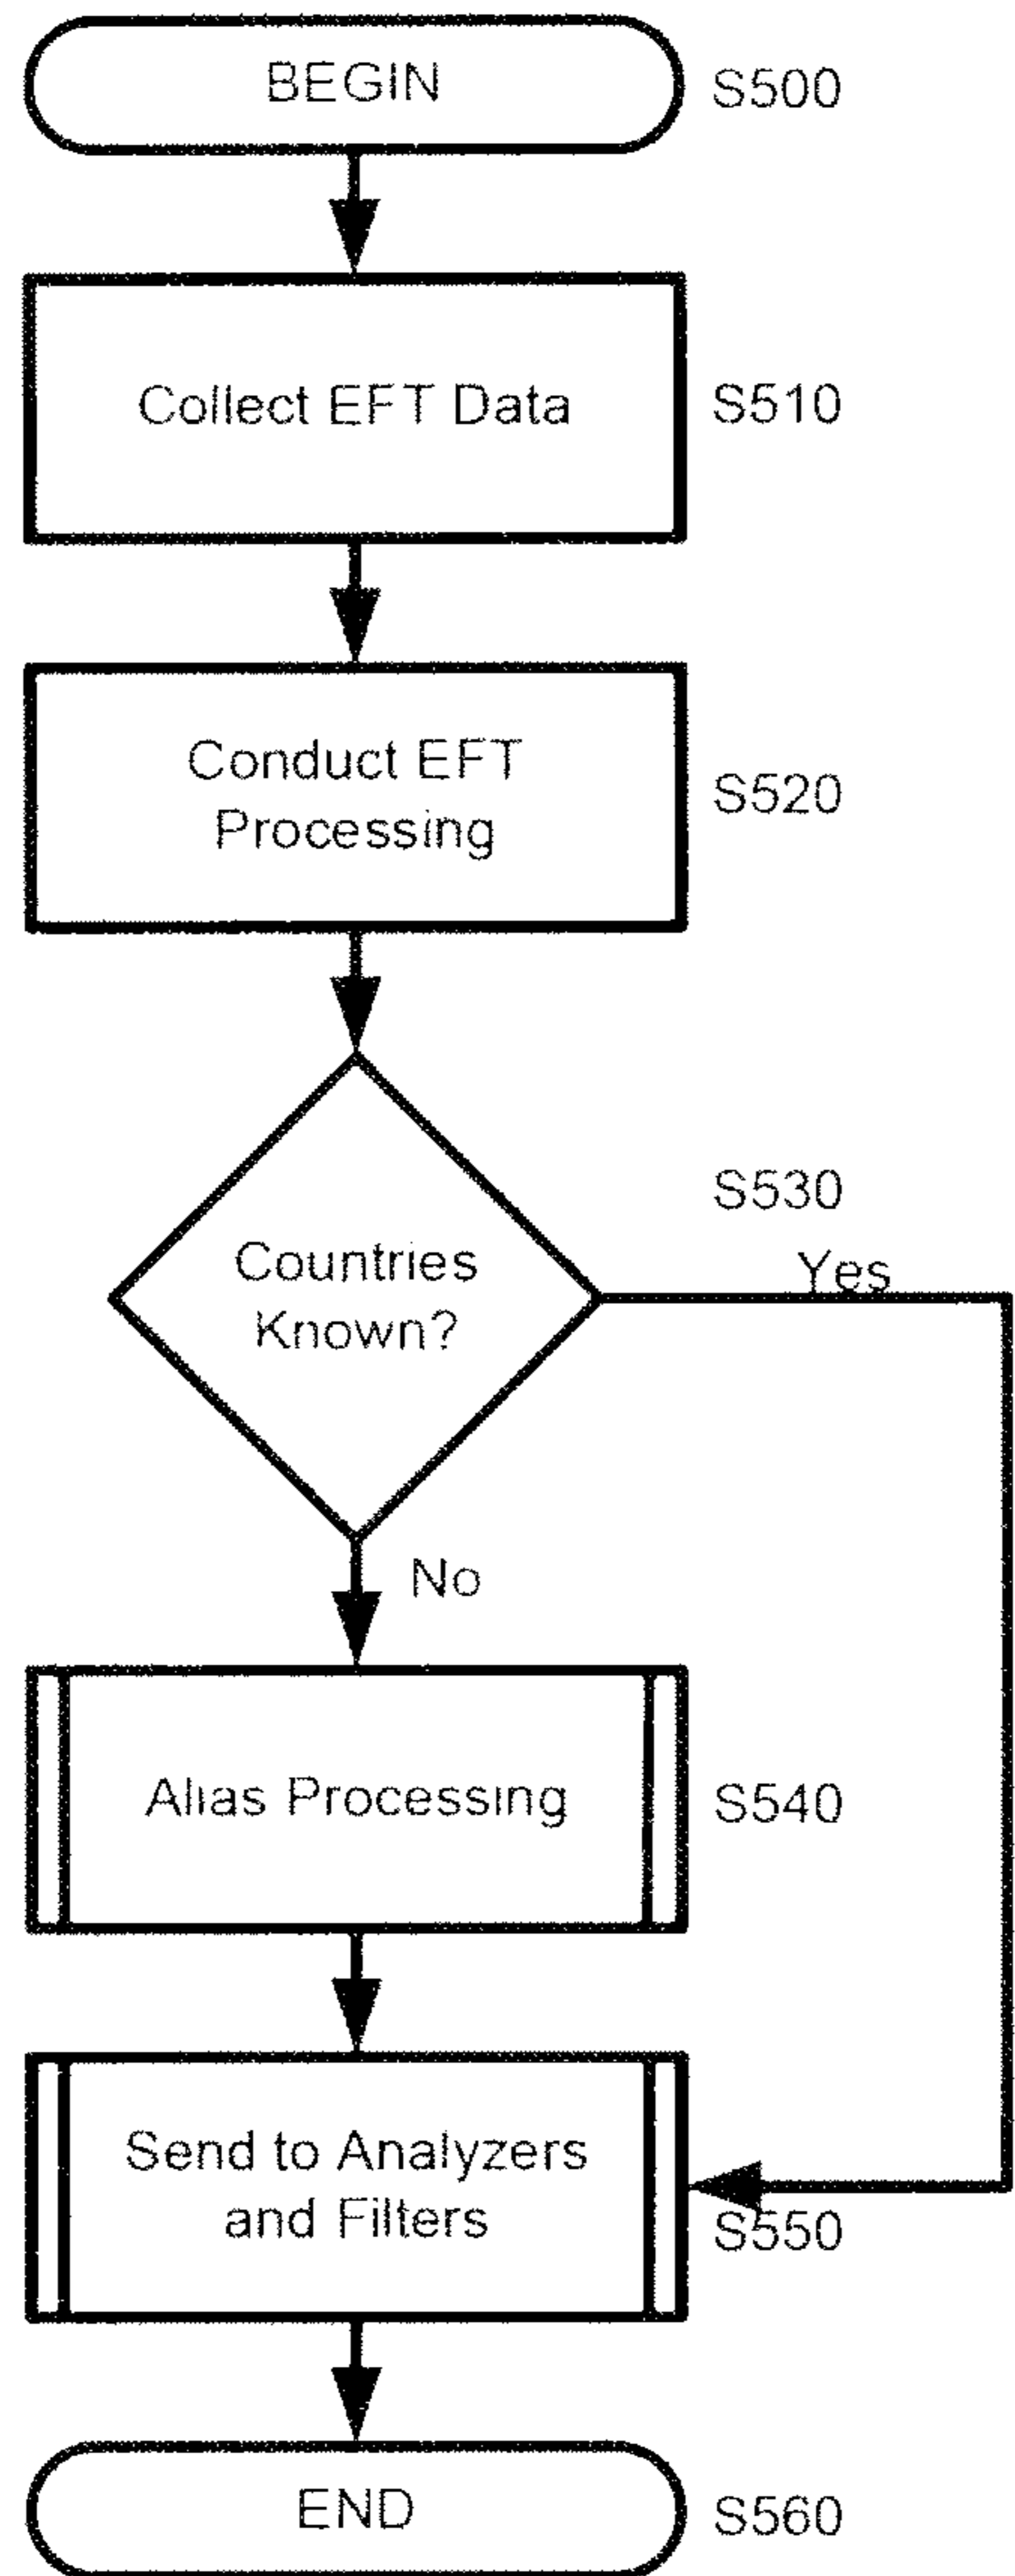 BEGIN
S500
Collect EFT Data
S510
Conduct EFT
Processing
S520
S530
Yes
Countries
Known?
No
Alias Processing
S540
Send to Analyzers
and Filters
S550
END
S560